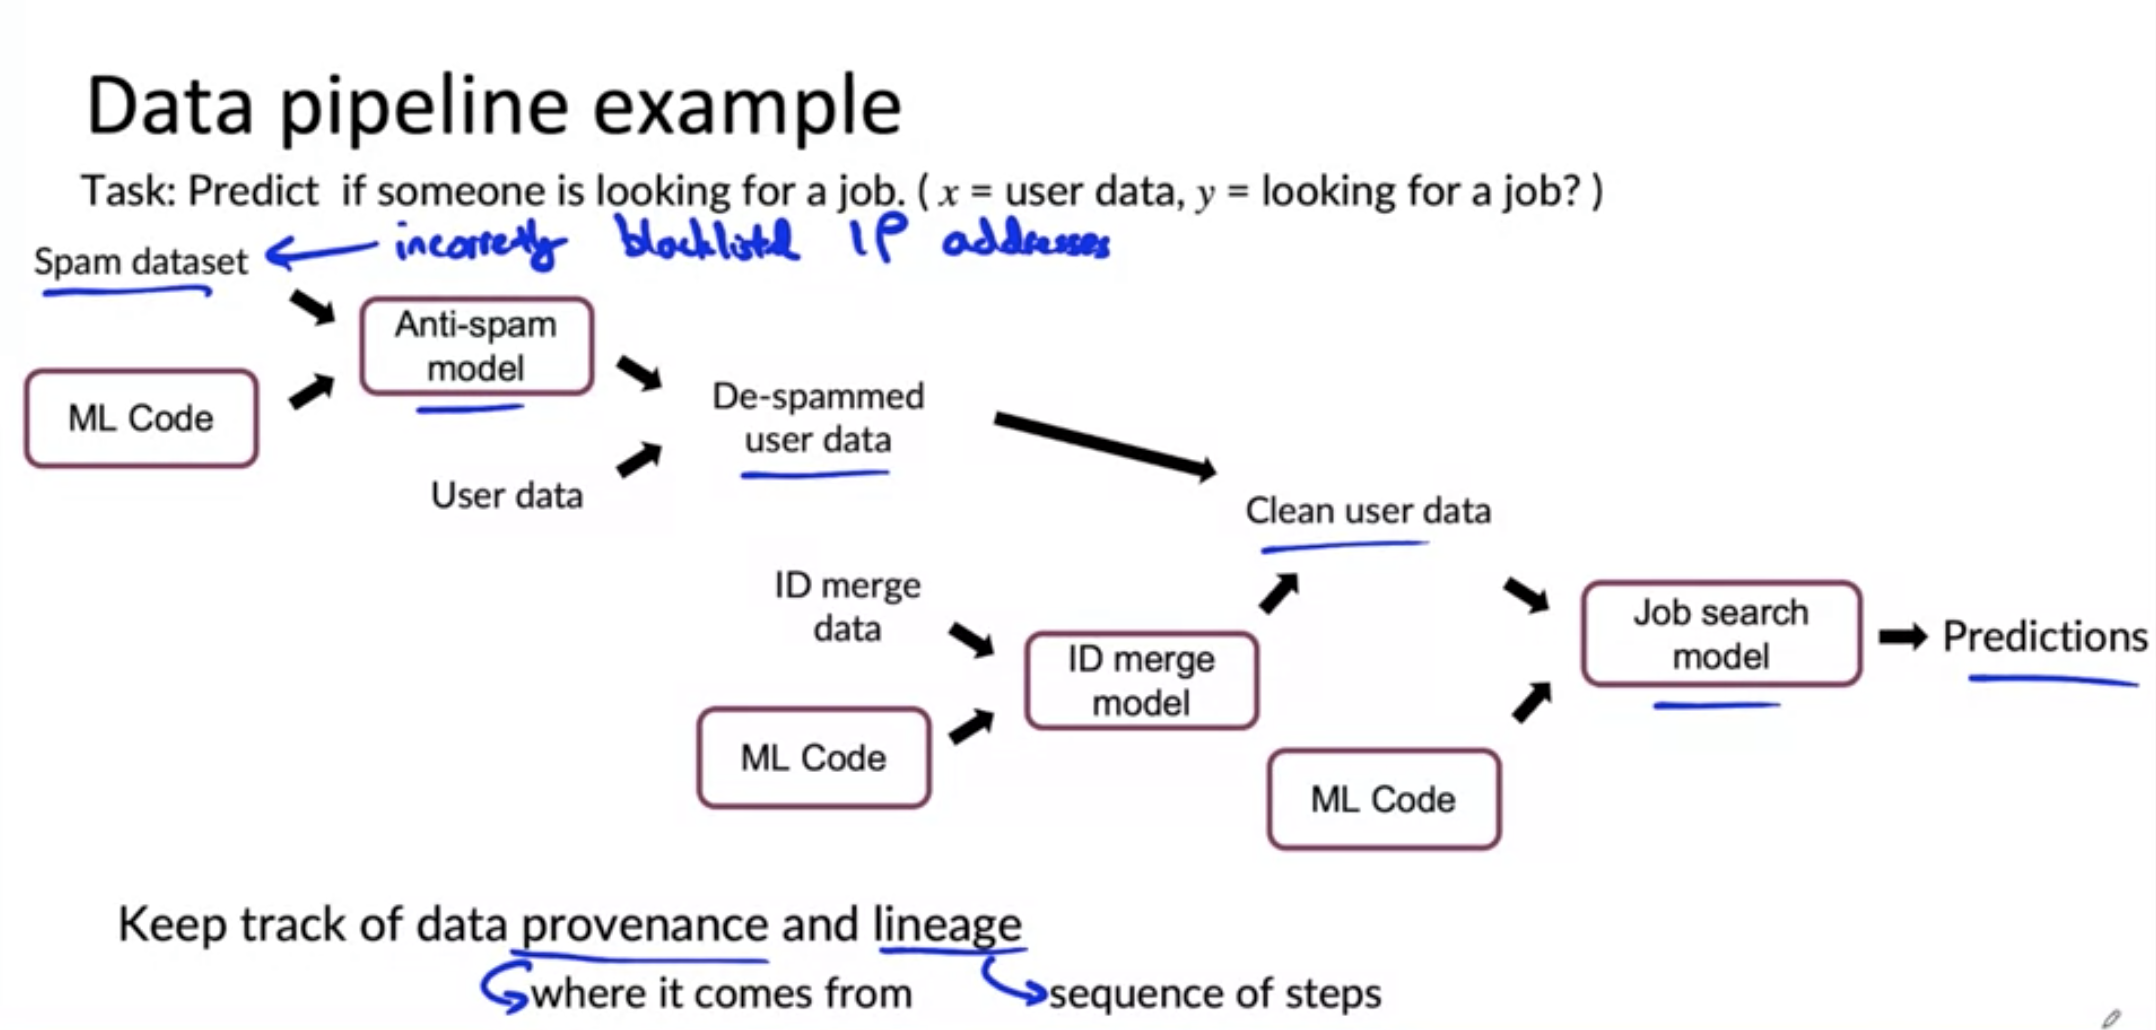 Data pipeline example
Task: Predict if someone is looking for a job. ( x = user data, y = looking for a job? )
incorrectly blacklisted IP addresses
Spam dataset
Anti-spam
model
ML Code
De-spammed
user data
User data
Clean user data
ID merge
data
ID merge
model
ML Code
Job search
model
Predictions
ML Code
Keep track of data provenance and lineage
where it comes from
sequence of steps